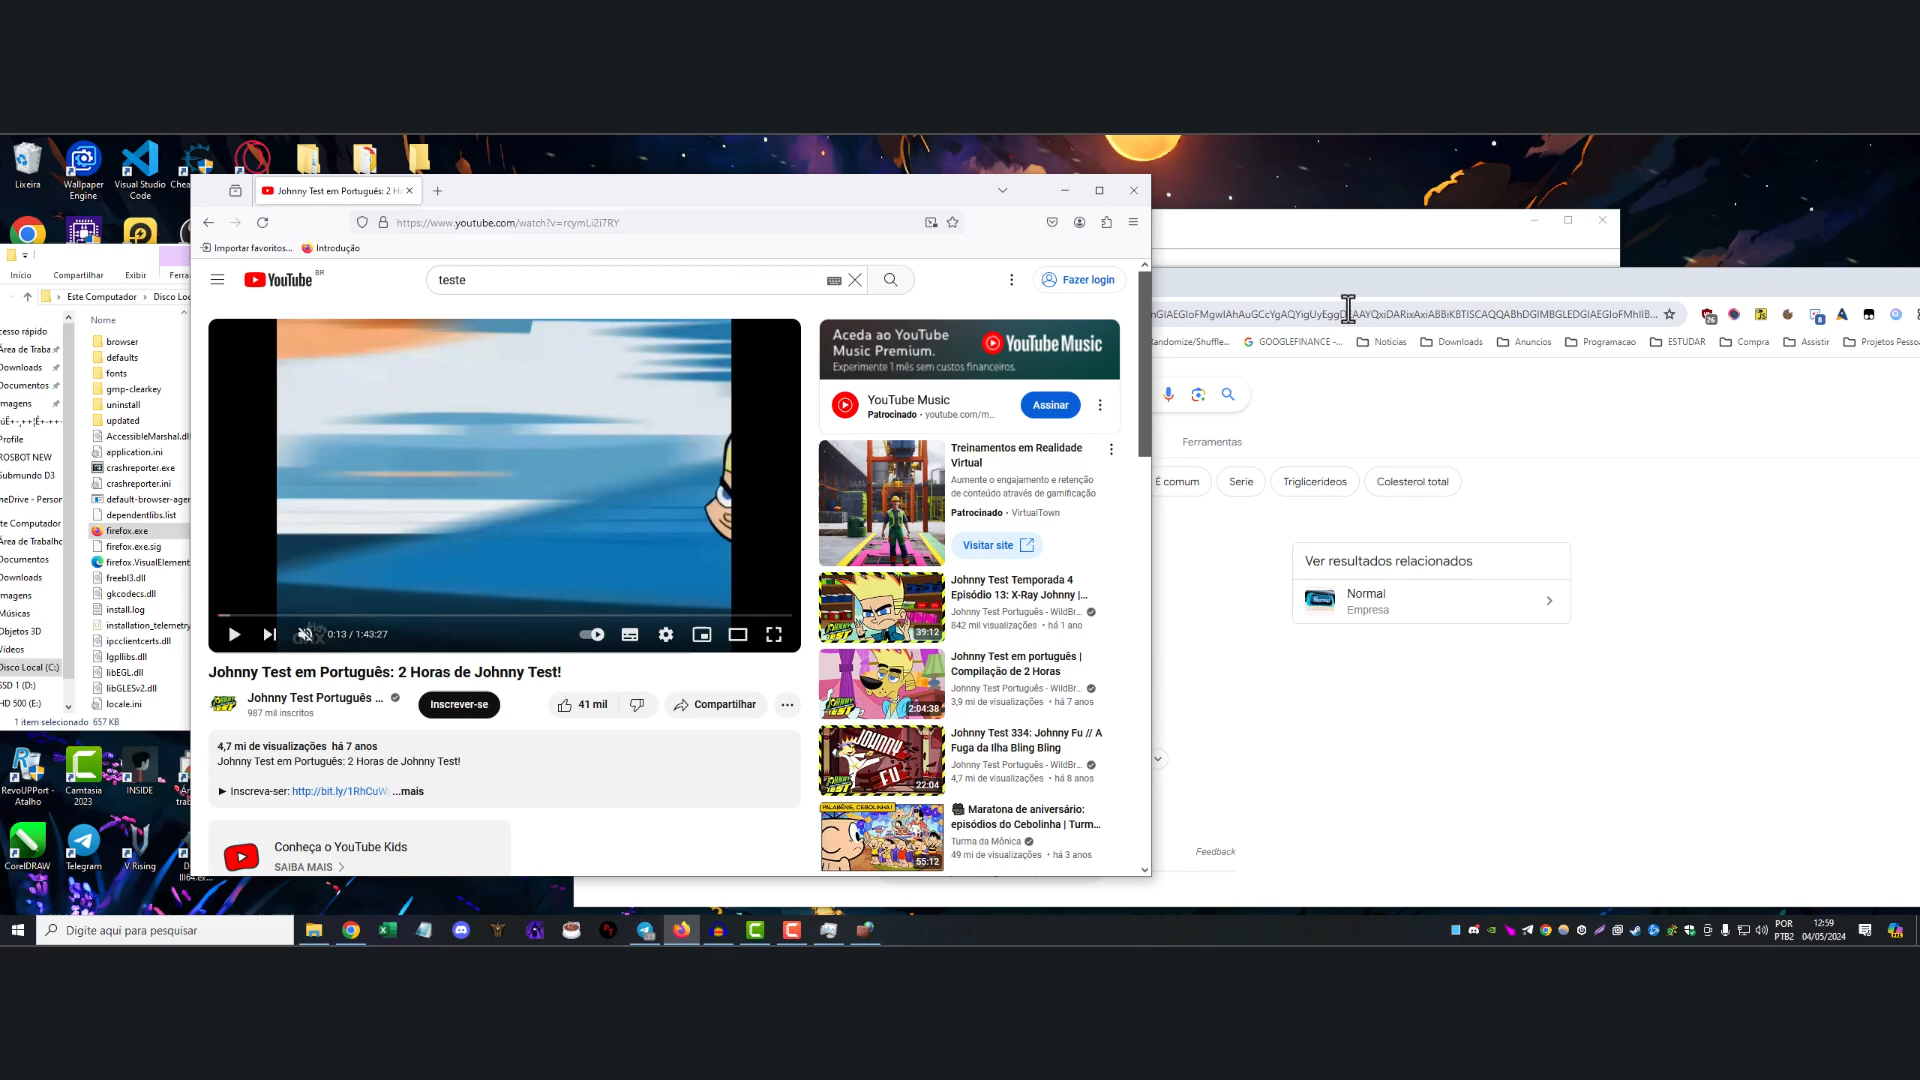 Lixeira
Wallpaper Engine
Visual Studio Code
Início
Compartilhar
Exibir
Este Computador
Nome
cesso rápido
Área de Traba
ownloads
Documentos
magens
Profile
ROSBOT NEW
Submundo D3
neDrive - Person
te Computador
Área de Trabalho
Documentos
Downloads
magens
Músicas
Objetos 3D
Vídeos
Disco Local (C:)
SSD 1 (D:)
HD 500 (E:)
browser
defaults
fonts
gmp-clearkey
uninstall
updated
AccessibleMarshal.dll
application.ini
crashreporter.exe
crashreporter.ini
default-browser-agen
dependentlibs.list
firefox.exe
firefox.exe.sig
firefox.VisualElement
freebl3.dll
gkcodecs.dll
install.log
installation_telemetry
ipcclientcerts.dll
lgpllibs.dll
libEGL.dll
libGLESv2.dll
locale.ini
1 item selecionado 657 KB
RevoUPPort - Atalho
Camtasia 2023
INSIDE
CorelDRAW
Telegram
V Rising
Johnny Test em Português: 2 H
https://www.youtube.com/watch?v=rcymLi2i7RY
Importar favoritos...
Introdução
YouTube BR
teste
Fazer login
0:13 / 1:43:27
Johnny Test em Português: 2 Horas de Johnny Test!
Johnny Test Português ...
987 mil inscritos
Inscrever-se
41 mil
Compartilhar
4,7 mi de visualizações há 7 anos
Johnny Test em Português: 2 Horas de Johnny Test!
► Inscreva-ser: http://bit.ly/1RhCuW ...mais
Conheça o YouTube Kids
SAIBA MAIS
Aceda ao YouTube
Music Premium.
Experimente 1 mês sem custos financeiros.
YouTube Music
YouTube Music
Patrocinado · youtube.com/m...
Assinar
Treinamentos em Realidade
Virtual
Aumente o engajamento e retenção
de conteúdo através de gamificação
Patrocinado · VirtualTown
Visitar site
Johnny Test Temporada 4
Episódio 13: X-Ray Johnny |...
Johnny Test Português - WildBr...
842 mil visualizações · há 1 ano
39:12
Johnny Test em português |
Compilação de 2 Horas
Johnny Test Português - WildBr...
3,9 mi de visualizações · há 7 anos
2:04:38
Johnny Test 334: Johnny Fu // A
Fuga da Ilha Bling Bling
Johnny Test Português - WildBr...
4,7 mi de visualizações · há 8 anos
JOHNNY FU
22:04
Maratona de aniversário:
episódios do Cebolinha | Turm...
Turma da Mônica
49 mi de visualizações · há 3 anos
PALABÉNS, CEBOLINHA!
55:12
Randomize/Shuffle...
GOOGLEFINANCE -...
Noticias
Downloads
Anuncios
Programacao
ESTUDAR
Compra
Assistir
Projetos Pesso
Ferramentas
É comum
Serie
Triglicerídeos
Colesterol total
Ver resultados relacionados
Normal
Empresa
Feedback
Digite aqui para pesquisar
POR
PTB2
12:59
04/05/2024